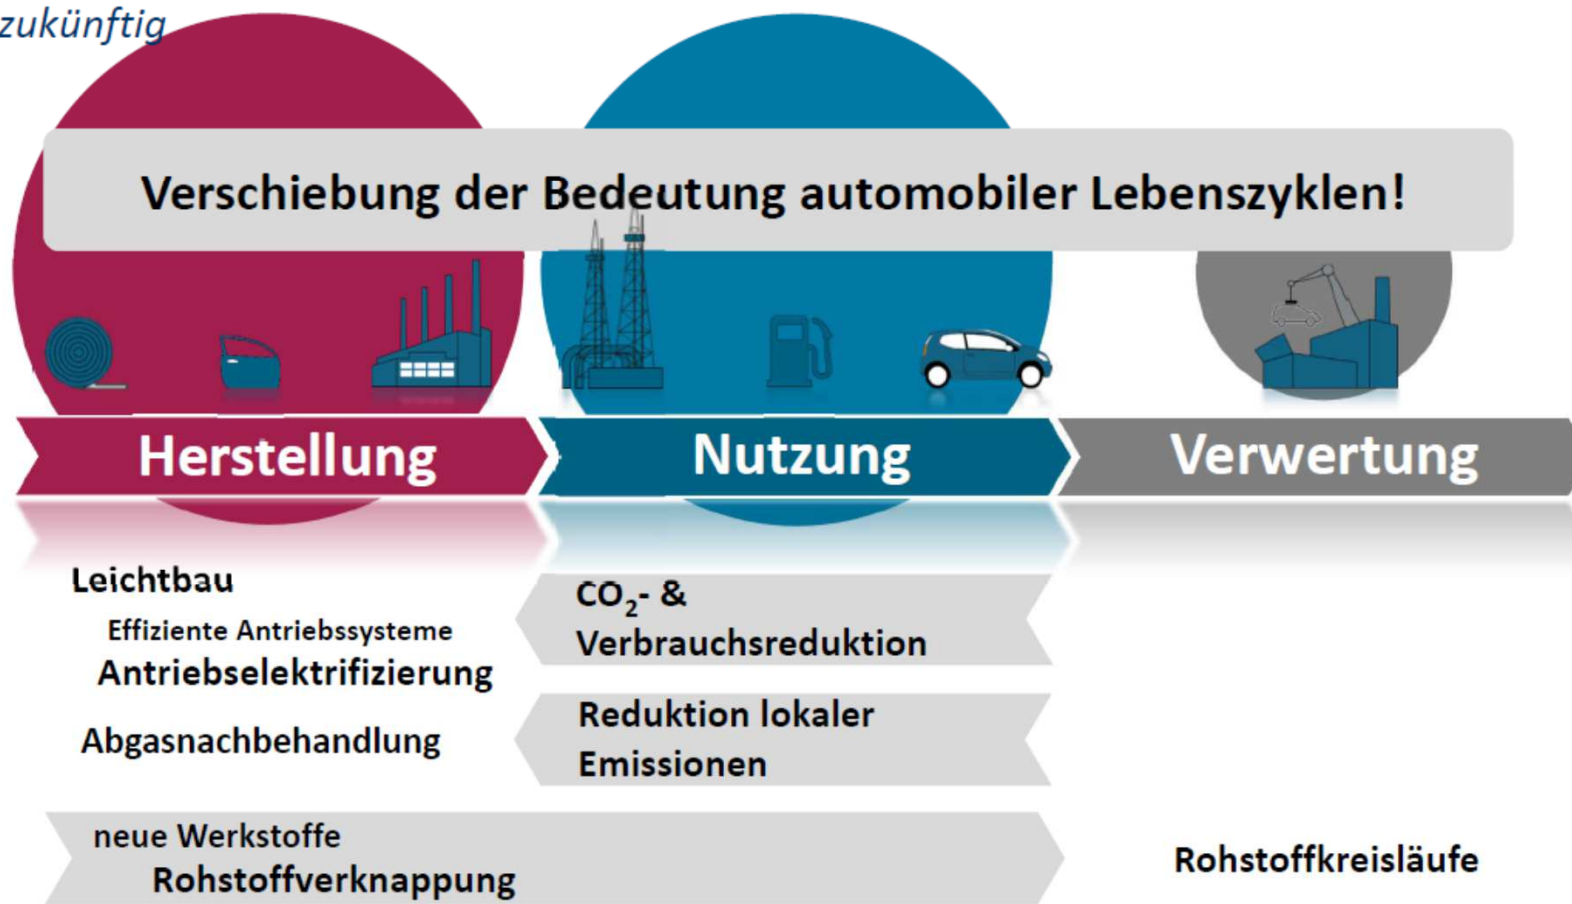 zukünftig
Verschiebung der Bedeutung automobiler Lebenszyklen!
Herstellung
Nutzung
Verwertung
Leichtbau
Effiziente Antriebssysteme
Antriebselektrifizierung
Abgasnachbehandlung
CO₂- &
Verbrauchsreduktion
Reduktion lokaler
Emissionen
neue Werkstoffe
Rohstoffverknappung
Rohstoffkreisläufe